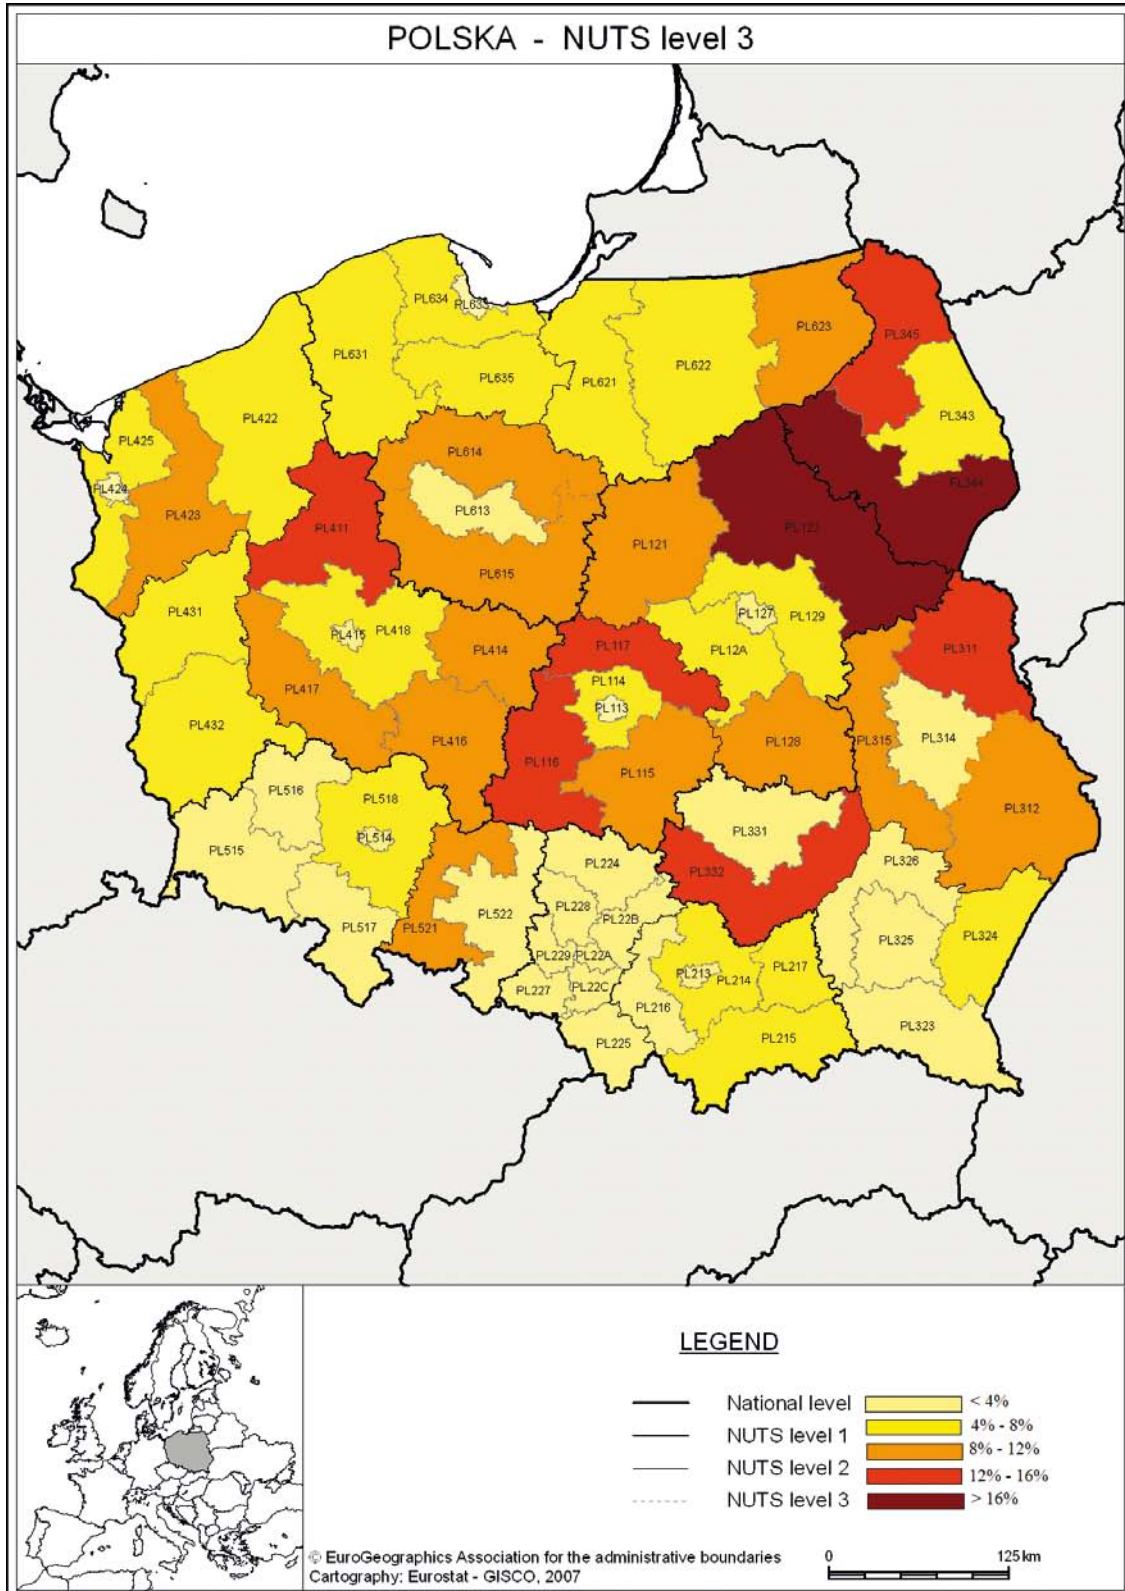 POLSKA - NUTS level 3
PL634
PL633
PL623
PL345
PL631
PL635
PL621
PL622
PL343
PL422
PL425
PL614
PL424
PL423
PL411
PL613
PL344
PL121
PL122
PL615
PL431
PL415
PL418
PL414
PL117
PL127
PL129
PL12A
PL311
PL417
PL114
PL113
PL432
PL416
PL116
PL115
PL128
PL315
PL314
PL312
PL516
PL518
PL514
PL515
PL331
PL224
PL326
PL332
PL228
PL22B
PL522
PL517
PL521
PL324
PL325
PL229
PL22A
PL213
PL214
PL217
PL227
PL22C
PL216
PL323
PL225
PL215
LEGEND
National level < 4%
NUTS level 1 4% - 8%
NUTS level 2 8% - 12%
12% - 16%
NUTS level 3 > 16%
© EuroGeographics Association for the administrative boundaries
Cartography: Eurostat - GISCO, 2007
0 125 km